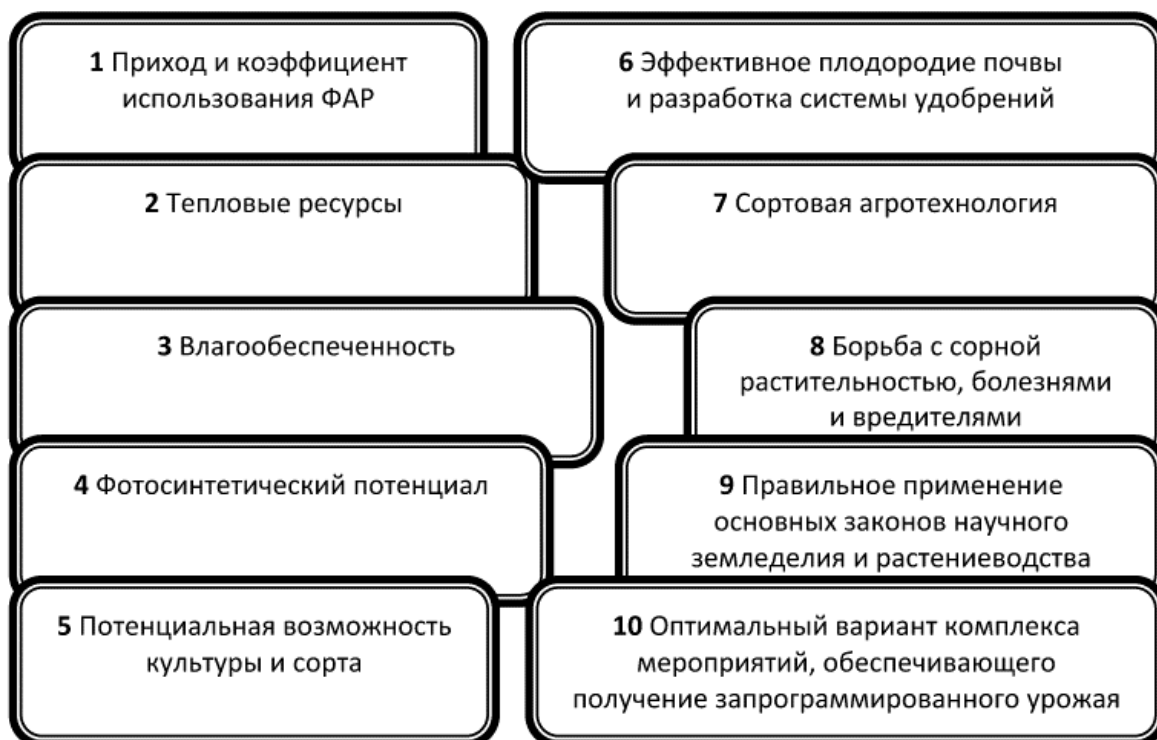 1 Приход и коэффициент
использования ФАР
2 Тепловые ресурсы
3 Влагообеспеченность
4 Фотосинтетический потенциал
5 Потенциальная возможность
культуры и сорта
6 Эффективное плодородие почвы
и разработка системы удобрений
7 Сортовая агротехнология
8 Борьба с сорной
растительностью, болезнями
и вредителями
9 Правильное применение
основных законов научного
земледелия и растениеводства
10 Оптимальный вариант комплекса
мероприятий, обеспечивающего
получение запрограммированного урожая